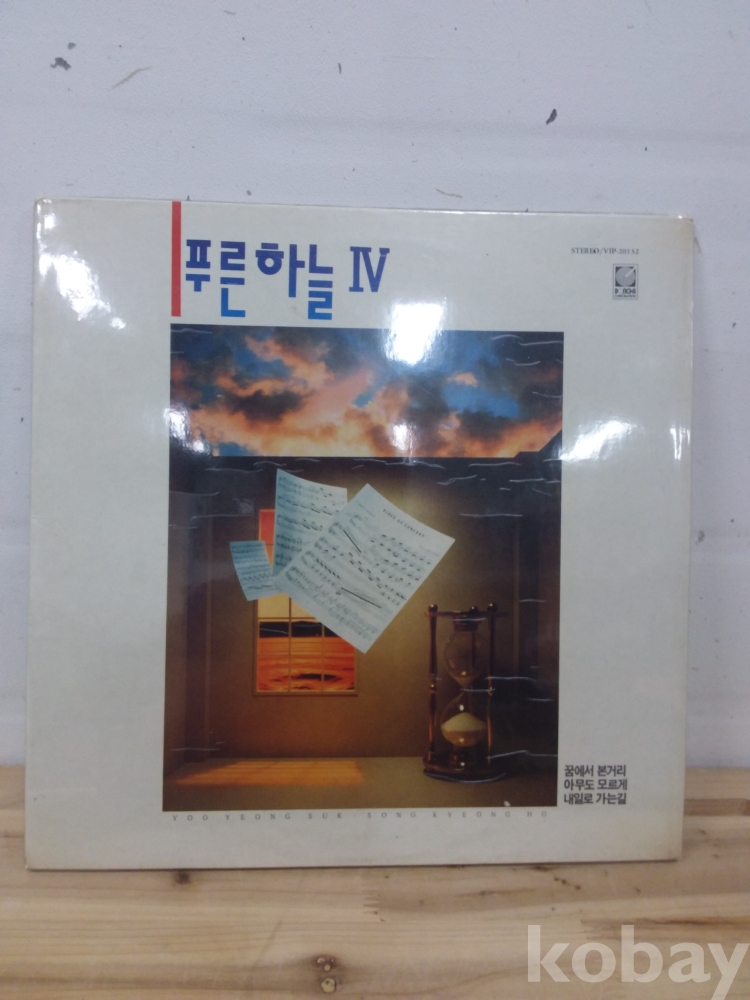 푸른하늘 IV
STEREO/VIP-20152
꿈에서 본거리
아무도 모르게
내일로 가는길
YOO YEONG SUK · SONG KYEONG HO
kobay